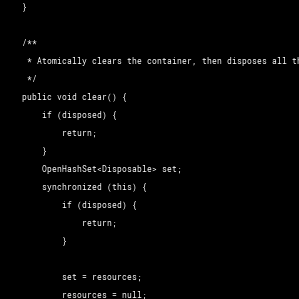 }
/**
* Atomically clears the container, then disposes all
*/
public void clear() {
if (disposed) {
return;
}
OpenHashSet<Disposable> set;
synchronized (this) {
if (disposed) {
return;
}
set = resources;
resources = null;